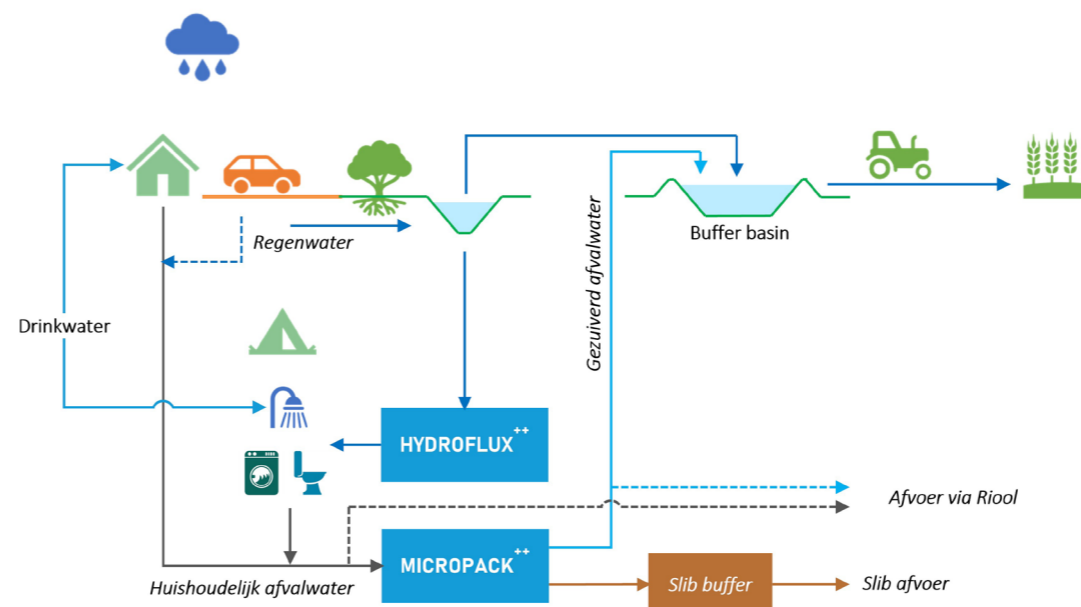 Regenwater
Buffer basin
Gezuiverd afvalwater
Drinkwater
HYDROFLUX++
Afvoer via Riool
MICROPACK++
Huishoudelijk afvalwater
Slib buffer
Slib afvoer